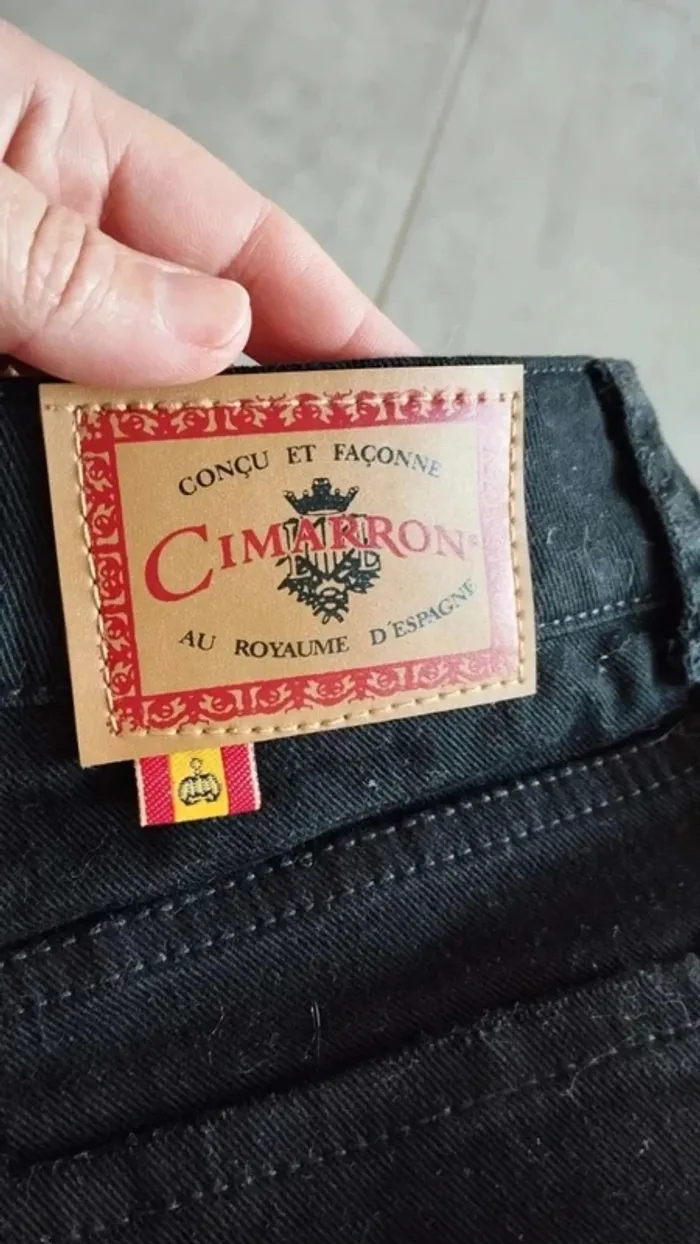 CONÇU ET FAÇONNE
CIMARRON®
AU ROYAUME D'ESPAGNE